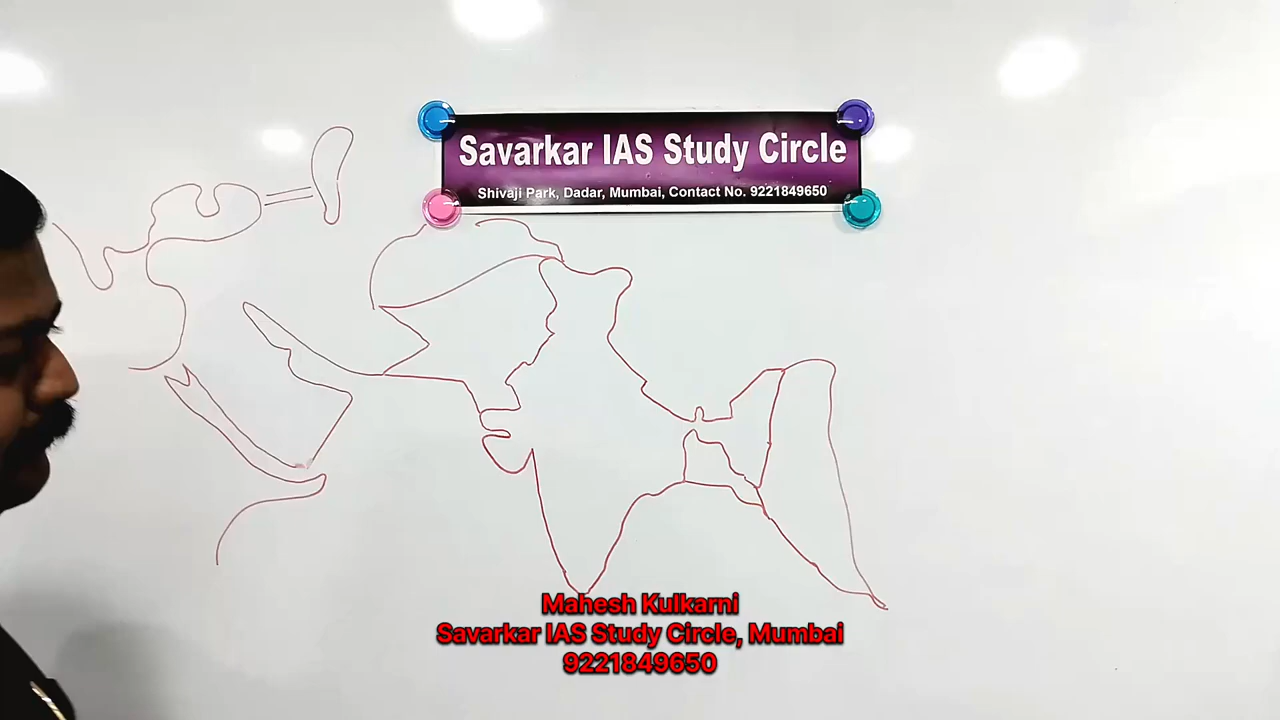 Savarkar IAS Study Circle
Shivaji Park, Dadar, Mumbai, Contact No. 9221849650
Mahesh Kulkarni
Savarkar IAS Study Circle, Mumbai
9221849650